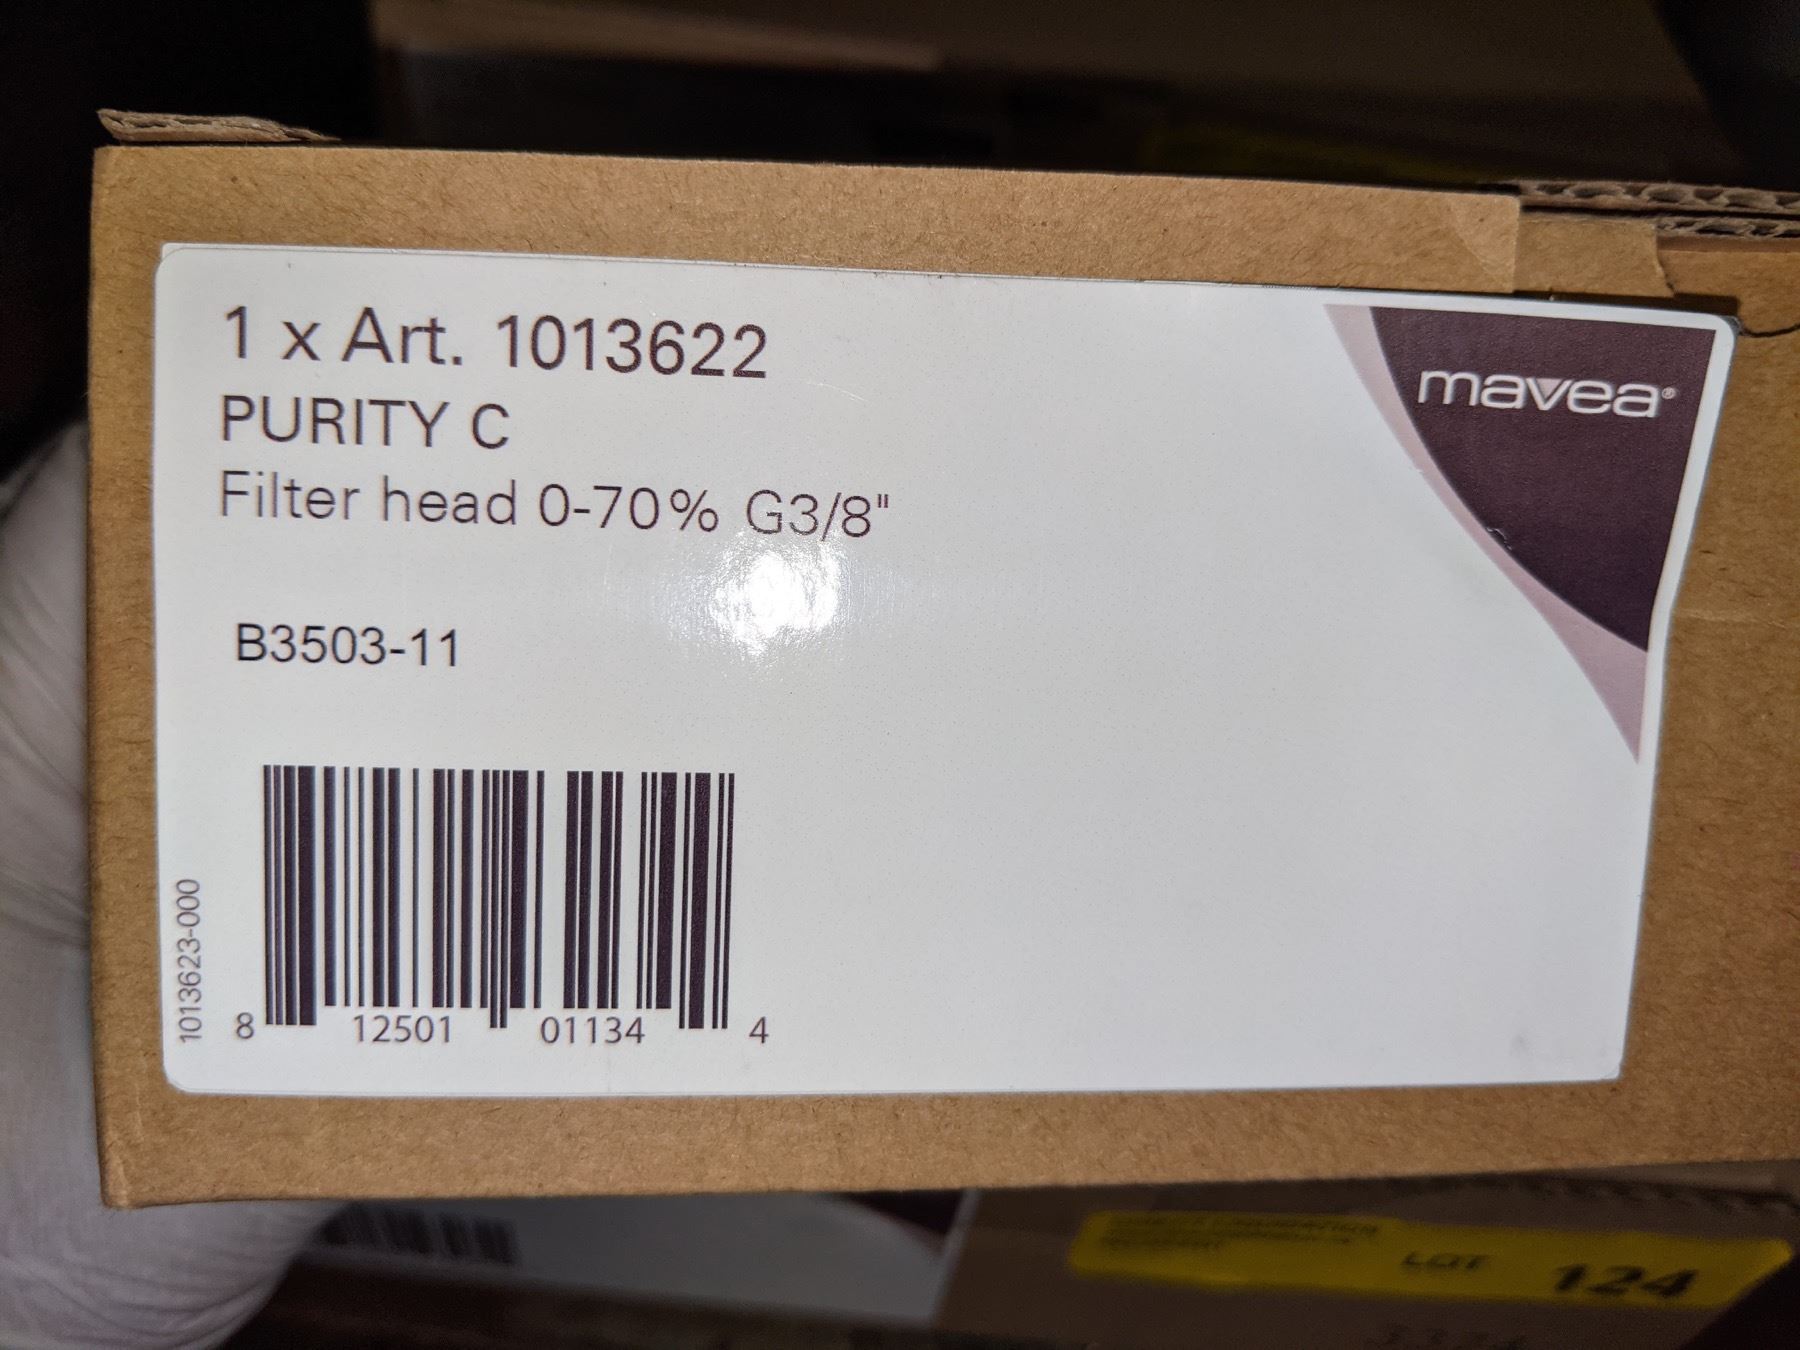 1 x Art. 1013622
PURITY C
Filter head 0-70% G3/8"
mavea®
B3503-11
1013623-000
8 12501 01134 4
LOT 124